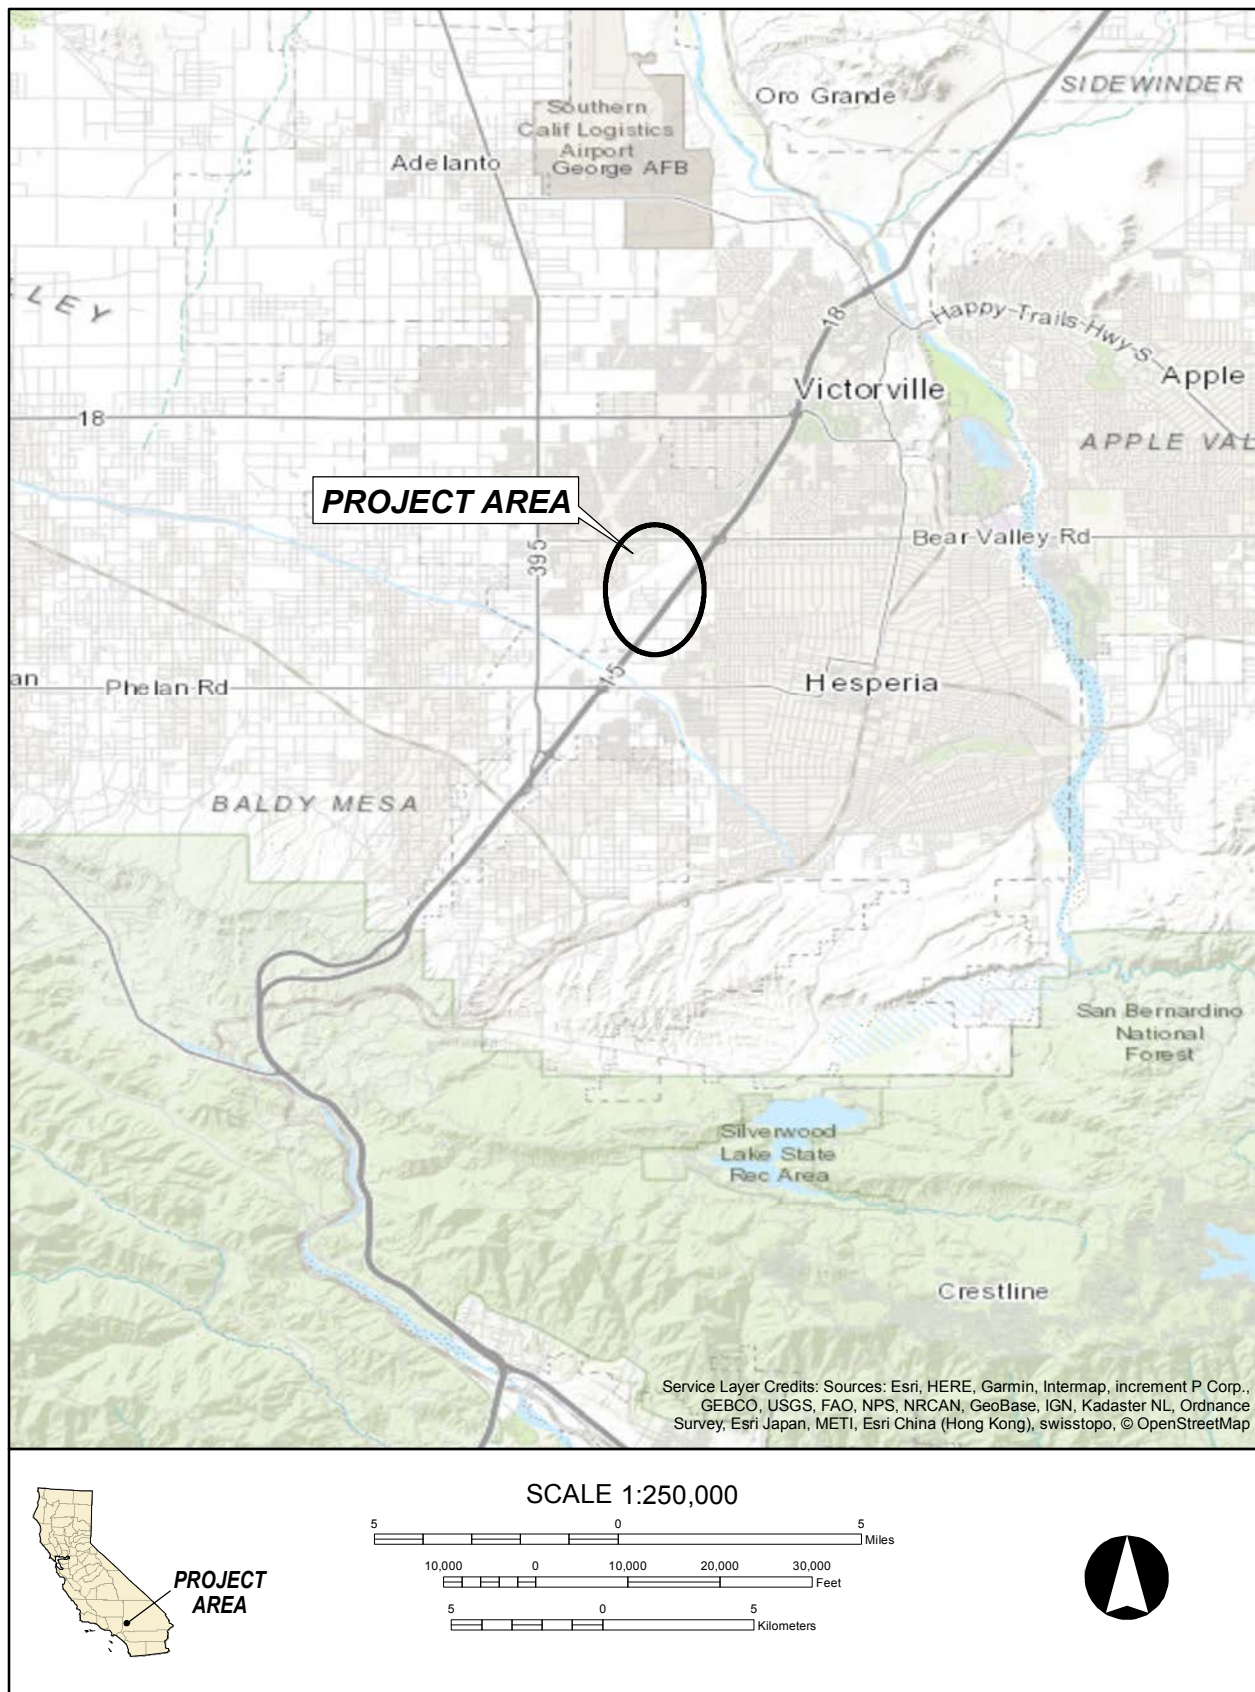 SIDEWINDER
Oro Grande
Southern
Calif Logistics
Airport
George AFB
Adelanto
LLEY
18
Happy-Trails-Hwy-S
Victorville
Apple
18
APPLE VAL
PROJECT AREA
395
Bear-Valley-Rd
15
an
Phelan-Rd
Hesperia
BALDY MESA
San Bernardino
National
Forest
Silverwood
Lake State
Rec Area
Crestline
Service Layer Credits: Sources: Esri, HERE, Garmin, Intermap, increment P Corp.,
GEBCO, USGS, FAO, NPS, NRCAN, GeoBase, IGN, Kadaster NL, Ordnance
Survey, Esri Japan, METI, Esri China (Hong Kong), swisstopo, © OpenStreetMap
SCALE 1:250,000
5 0 5
Miles
10,000 0 10,000 20,000 30,000
Feet
5 0 5
Kilometers
PROJECT
AREA